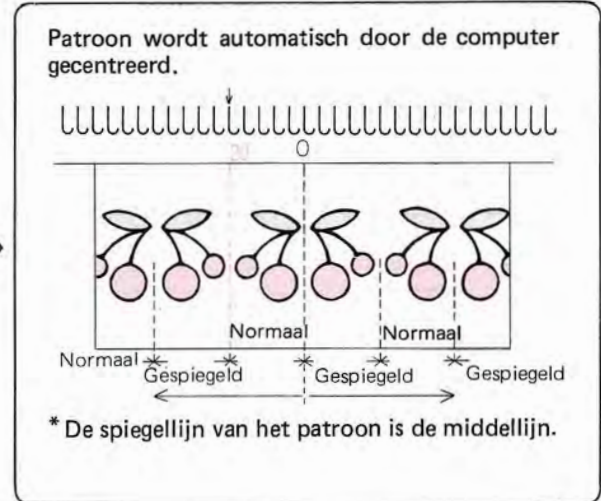 Patroon wordt automatisch door de computer
gecentreerd.
0
Normaal
Normaal
Normaal
Gespiegeld
Gespiegeld
Gespiegeld
* De spiegellijn van het patroon is de middellijn.